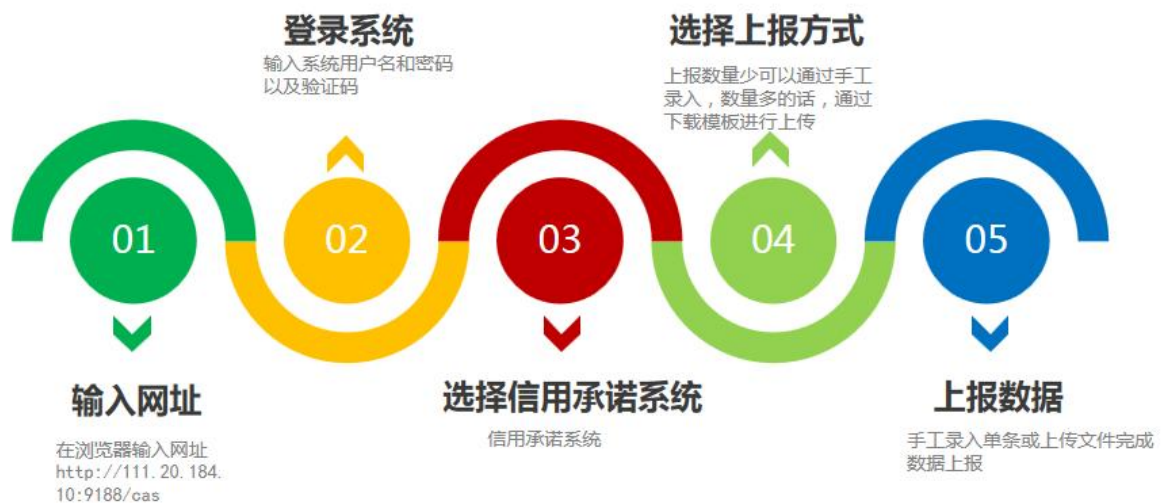 登录系统
输入系统用户名和密码
以及验证码
选择上报方式
上报数量少可以通过手工
录入，数量多的话，通过
下载模板进行上传
01
02
03
04
05
输入网址
在浏览器输入网址
http://111.20.184.
10:9188/cas
选择信用承诺系统
信用承诺系统
上报数据
手工录入单条或上传文件完成
数据上报